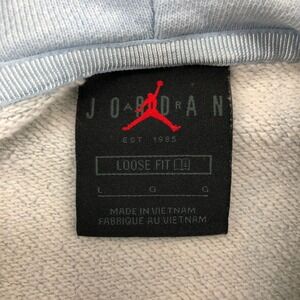 JORDAN
AIR
EST 1985
LOOSE FIT
L G G
MADE IN VIETNAM
FABRIQUÉ AU VIETNAM